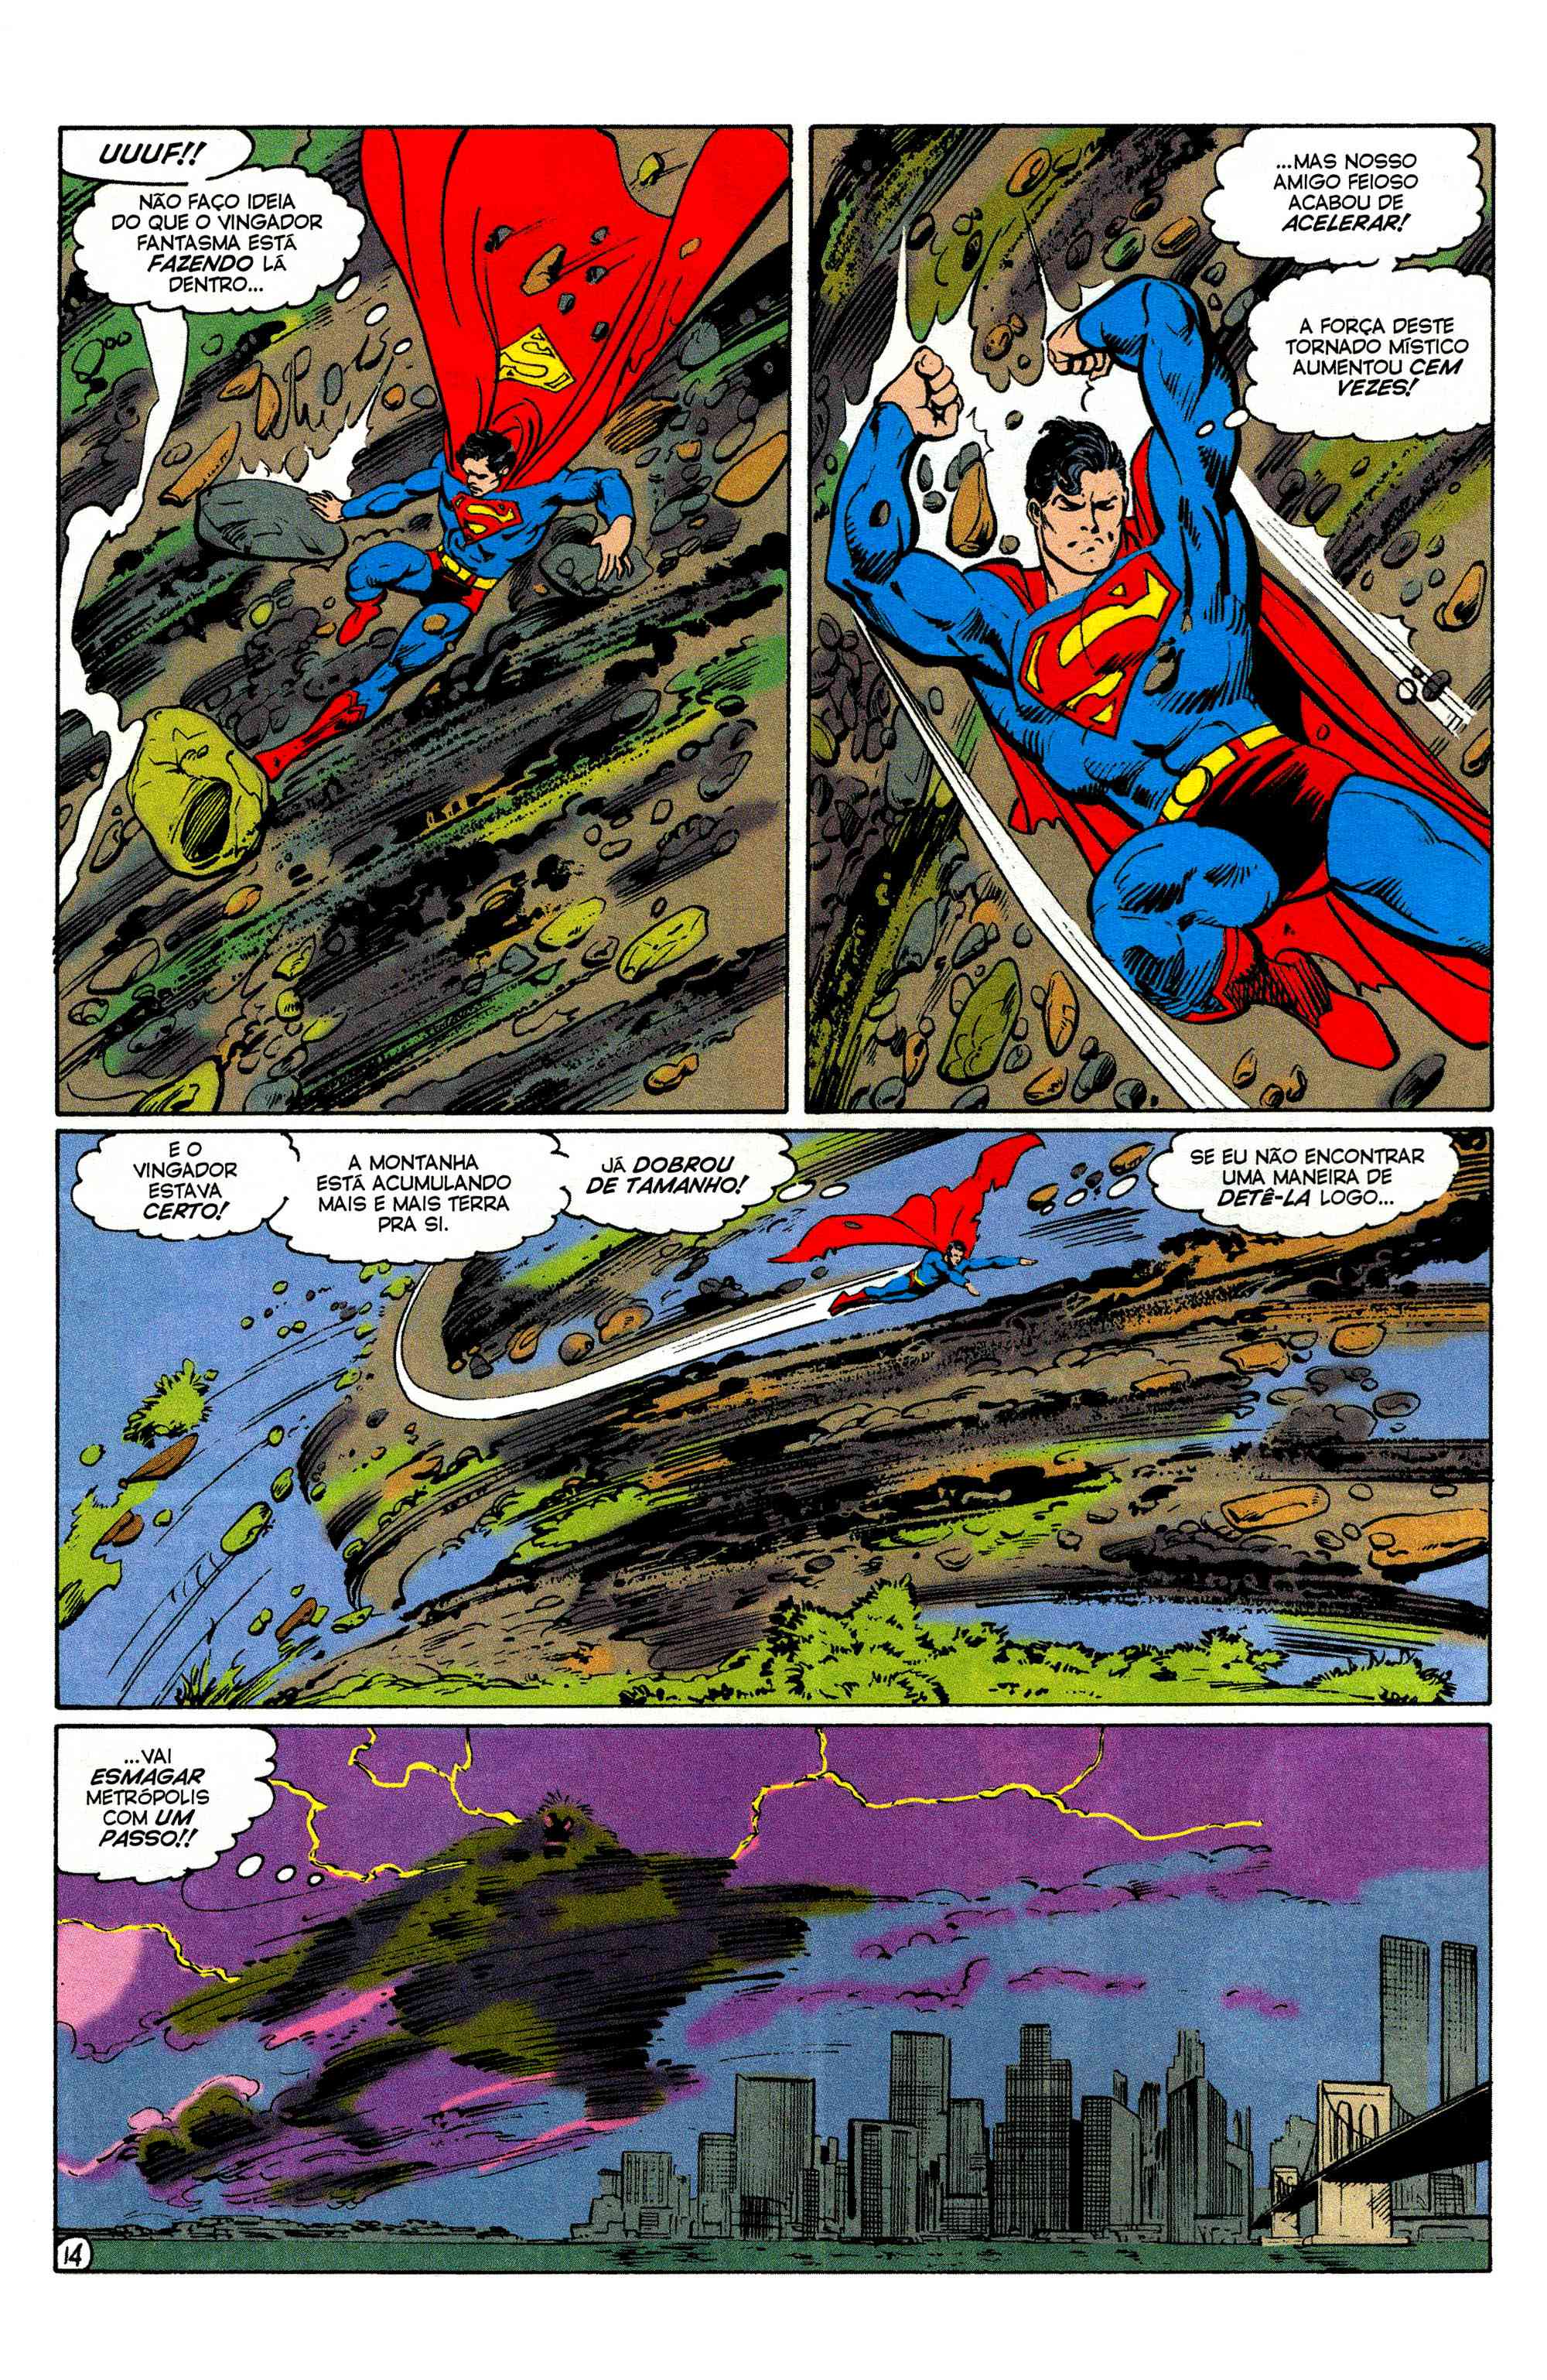 UUUF!!
NÃO FAÇO IDEIA
DO QUE O VINGADOR
FANTASMA ESTÁ
FAZENDO LÁ
DENTRO...
...MAS NOSSO
AMIGO FEIOSO
ACABOU DE
ACELERAR!
A FORÇA DESTE
TORNADO MÍSTICO
AUMENTOU CEM
VEZES!
E O
VINGADOR
ESTAVA
CERTO!
A MONTANHA
ESTÁ ACUMULANDO
MAIS E MAIS TERRA
PRA SI.
JÁ DOBROU
DE TAMANHO!
SE EU NÃO ENCONTRAR
UMA MANEIRA DE
DETÊ-LA LOGO...
...VAI
ESMAGAR
METRÓPOLIS
COM UM
PASSO!!
14